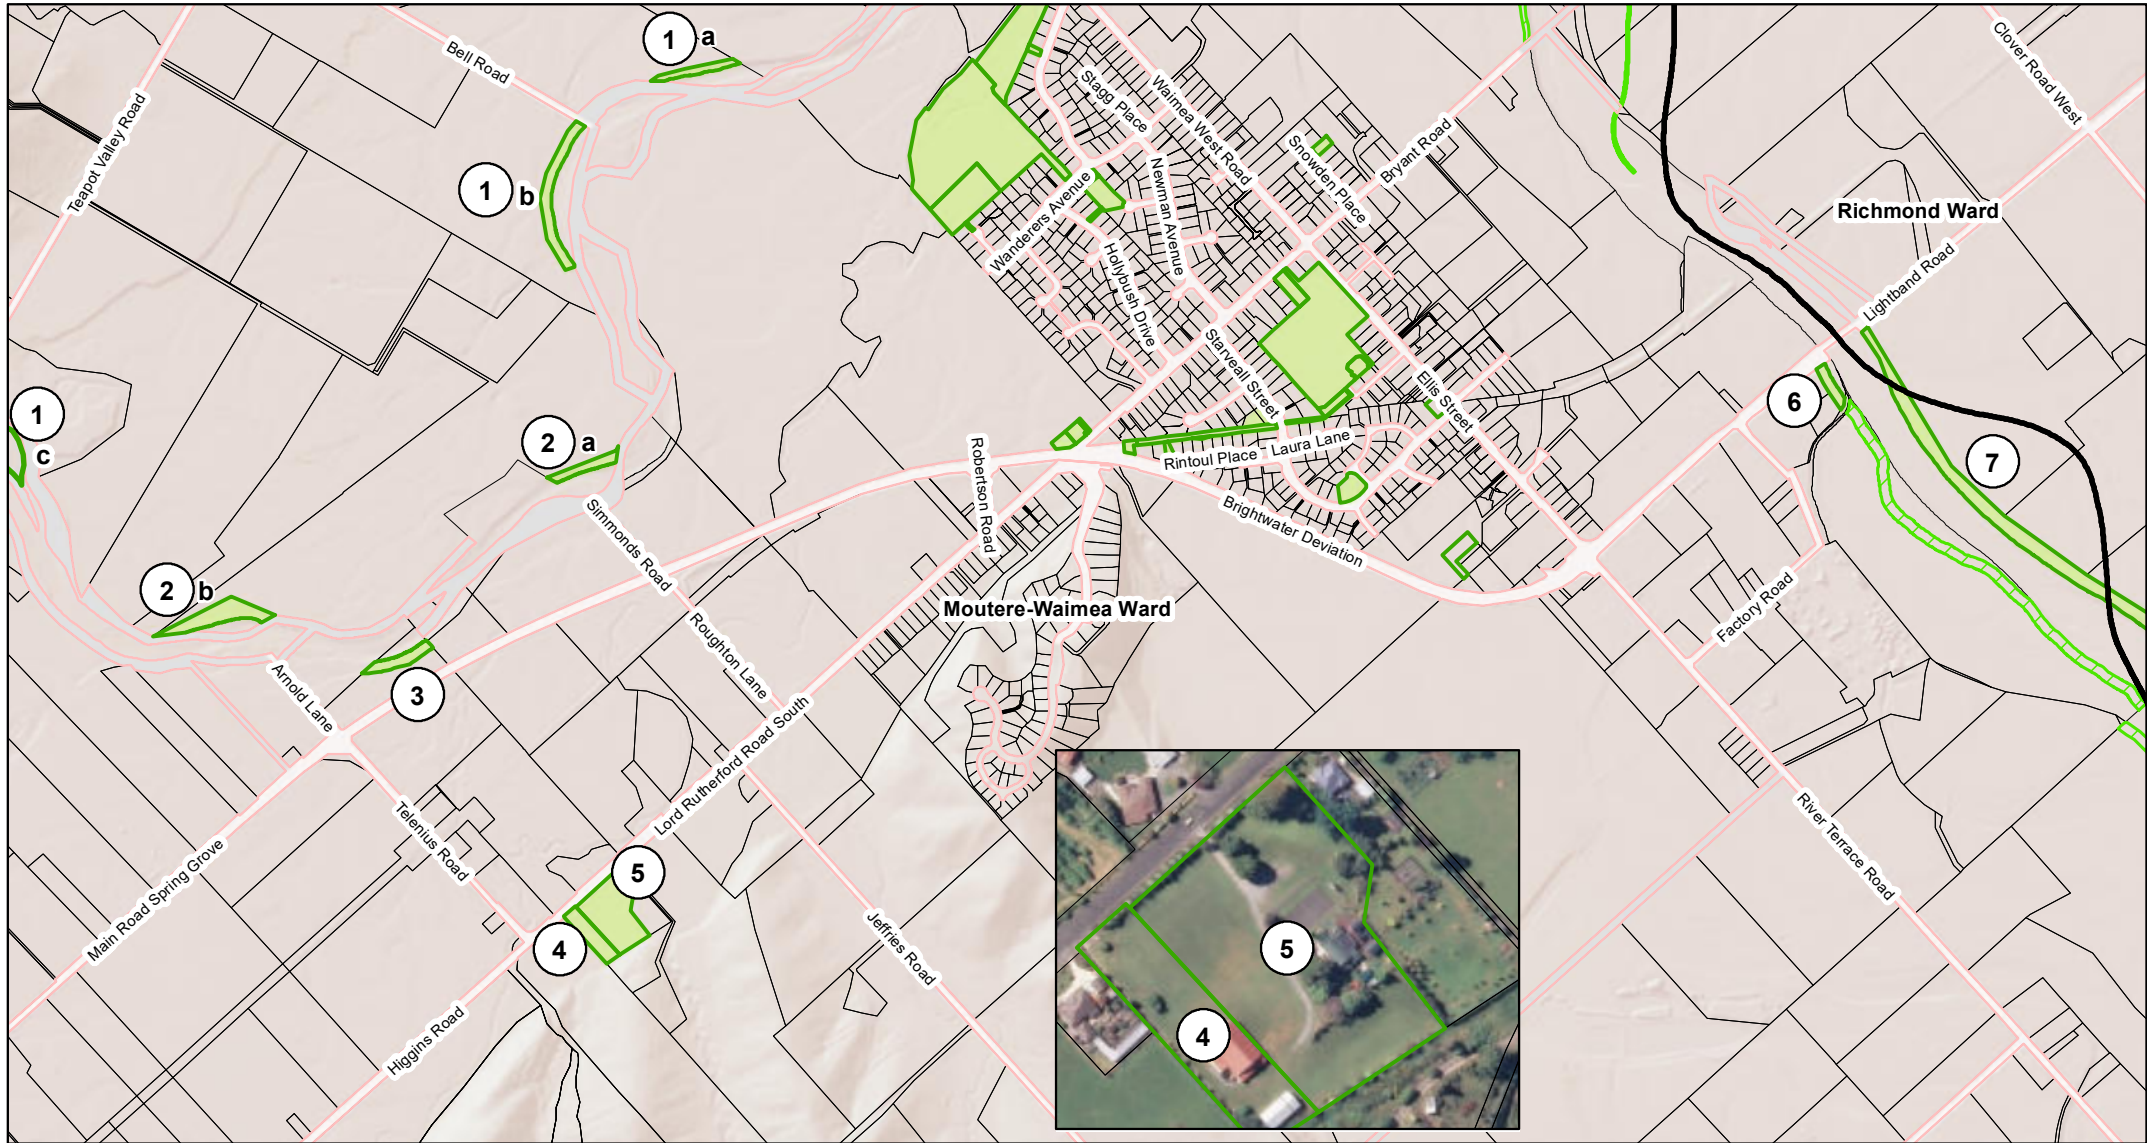 1 a
Bell Road
Clover Road West
Stagg Place
Waimea West Road
Teapot Valley Road
Snowden Place
Bryant Road
1 b
Newman Avenue
Wanderers Avenue
Richmond Ward
Hollybush Drive
Lightband Road
Starveall Street
Ellis Street
1
c
6
2 a
Robertson Road
Rintoul Place
Laura Lane
7
Brightwater Deviation
Simmonds Road
2 b
Moutere-Waimea Ward
Factory Road
Roughton Lane
3
Arnold Lane
Lord Rutherford Road South
Telenius Road
River Terrace Road
Main Road Spring Grove
5
4
Jeffries Road
Higgins Road
5
4